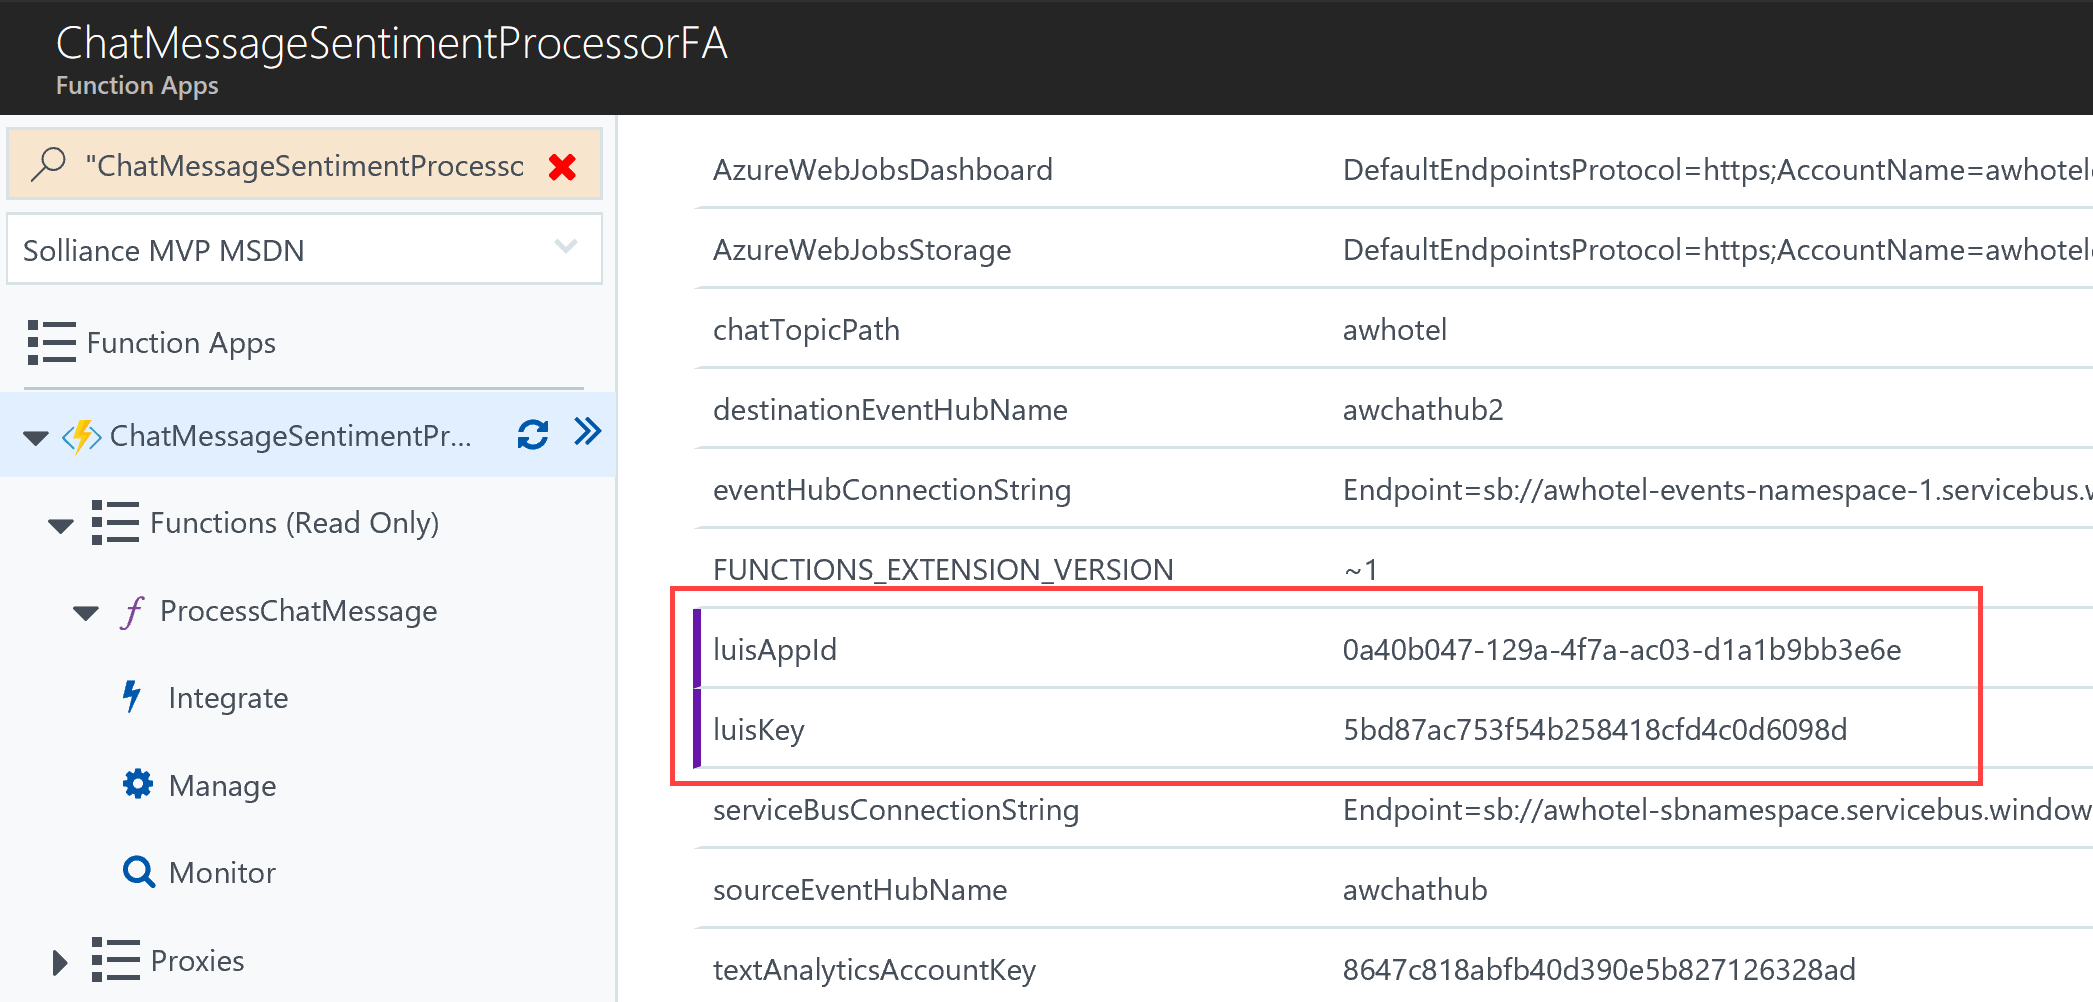 ChatMessageSentimentProcessorFA
Function Apps
"ChatMessageSentimentProcessc
Solliance MVP MSDN
Function Apps
ChatMessageSentimentPr...
Functions (Read Only)
ProcessChatMessage
Integrate
Manage
Monitor
Proxies
AzureWebJobsDashboard DefaultEndpointsProtocol=https;AccountName=awhotel
AzureWebJobsStorage DefaultEndpointsProtocol=https;AccountName=awhotel
chatTopicPath awhotel
destinationEventHubName awchathub2
eventHubConnectionString Endpoint=sb://awhotel-events-namespace-1.servicebus.w
FUNCTIONS_EXTENSION_VERSION ~1
luisAppId 0a40b047-129a-4f7a-ac03-d1a1b9bb3e6e
luisKey 5bd87ac753f54b258418cfd4c0d6098d
serviceBusConnectionString Endpoint=sb://awhotel-sbnamespace.servicebus.window
sourceEventHubName awchathub
textAnalyticsAccountKey 8647c818abfb40d390e5b827126328ad